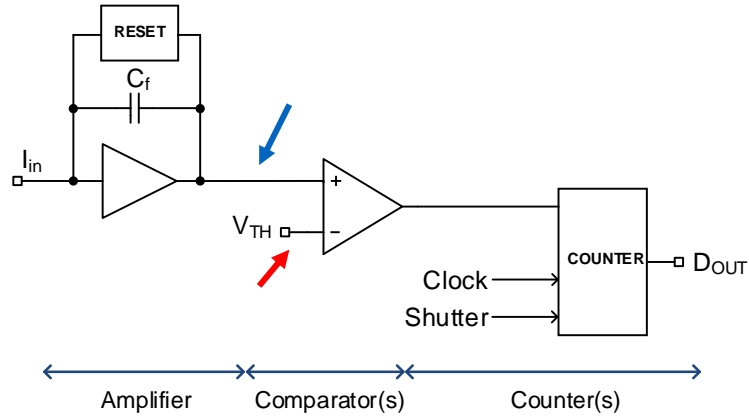 RESET
Cf
Iin
+
VTH
−
COUNTER
DOUT
Clock
Shutter
Amplifier
Comparator(s)
Counter(s)